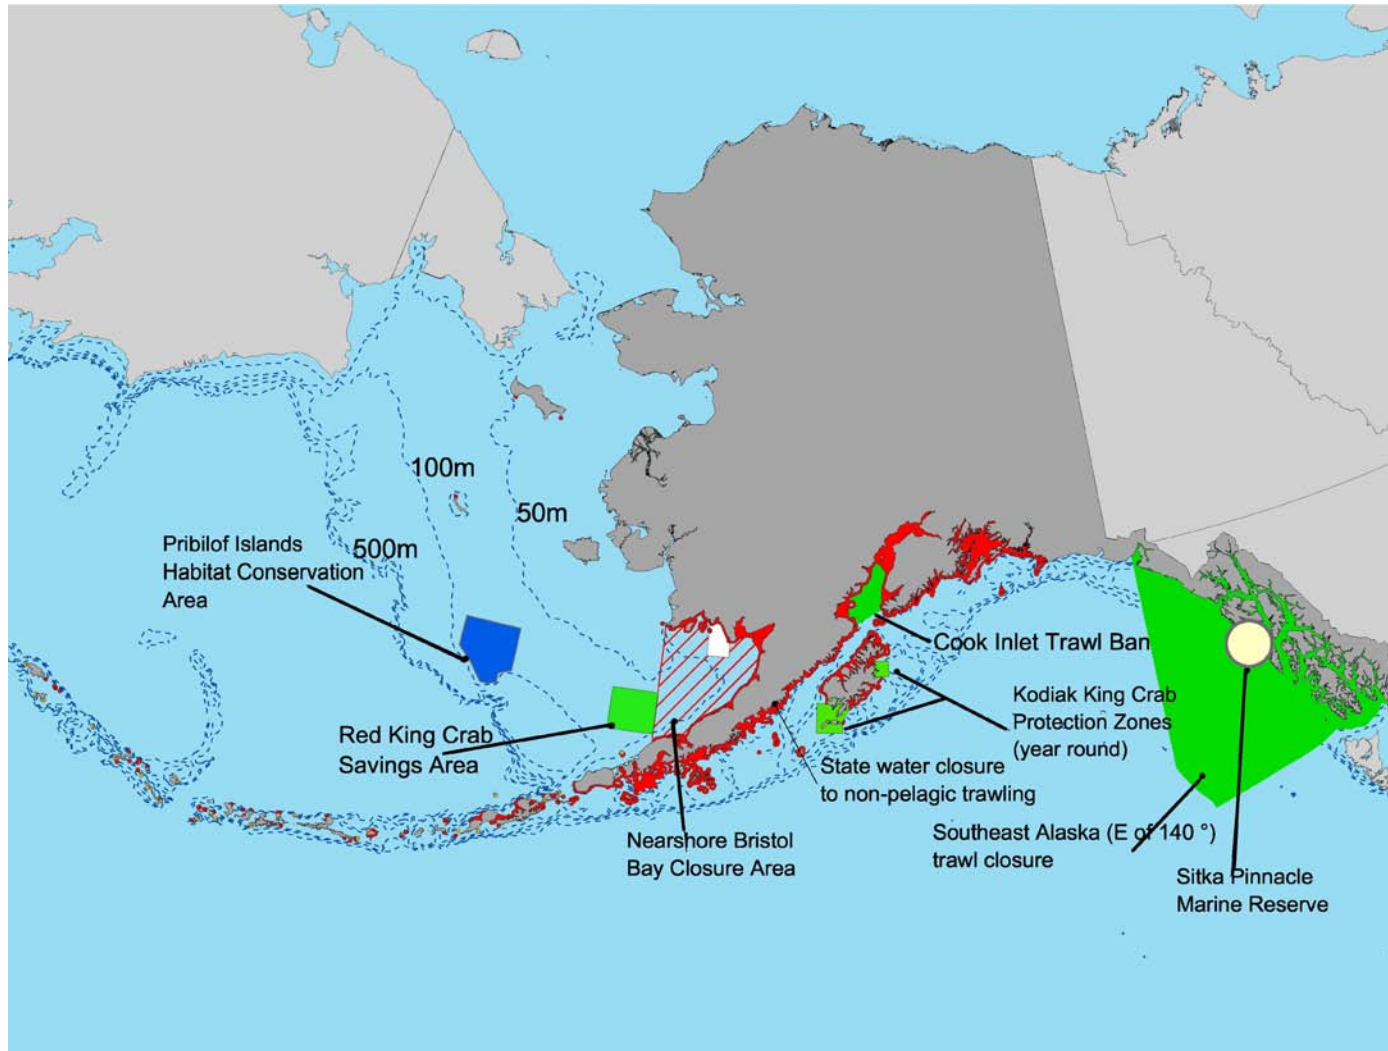 100m
50m
500m
Pribilof Islands
Habitat Conservation
Area
Red King Crab
Savings Area
Nearshore Bristol
Bay Closure Area
State water closure
to non-pelagic trawling
Cook Inlet Trawl Ban
Kodiak King Crab
Protection Zones
(year round)
Southeast Alaska (E of 140 °)
trawl closure
Sitka Pinnacle
Marine Reserve